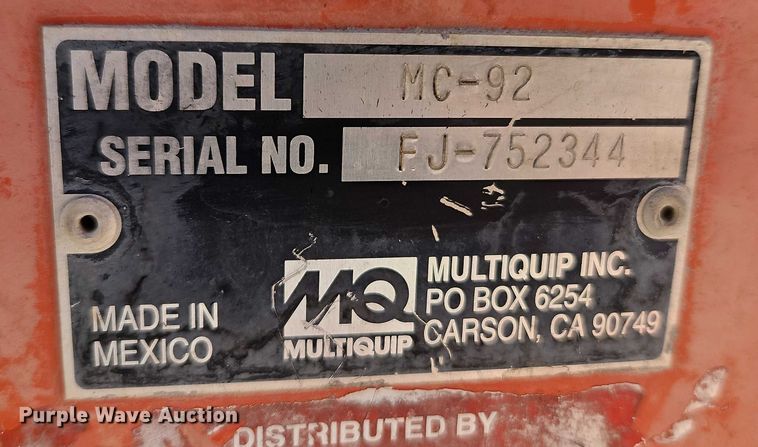 MODEL MC-92
SERIAL NO. FJ-752344
MADE IN
MEXICO
MQ
MULTIQUIP
MULTIQUIP INC.
PO BOX 6254
CARSON, CA 90749
DISTRIBUTED BY
Purple Wave Auction